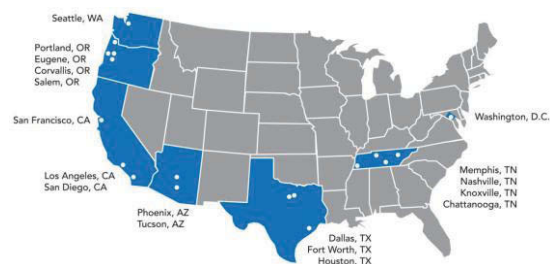 Seattle, WA
Portland, OR
Eugene, OR
Corvallis, OR
Salem, OR
San Francisco, CA
Los Angeles, CA
San Diego, CA
Phoenix, AZ
Tucson, AZ
Dallas, TX
Fort Worth, TX
Houston, TX
Washington, D.C.
Memphis, TN
Nashville, TN
Knoxville, TN
Chattanooga, TN